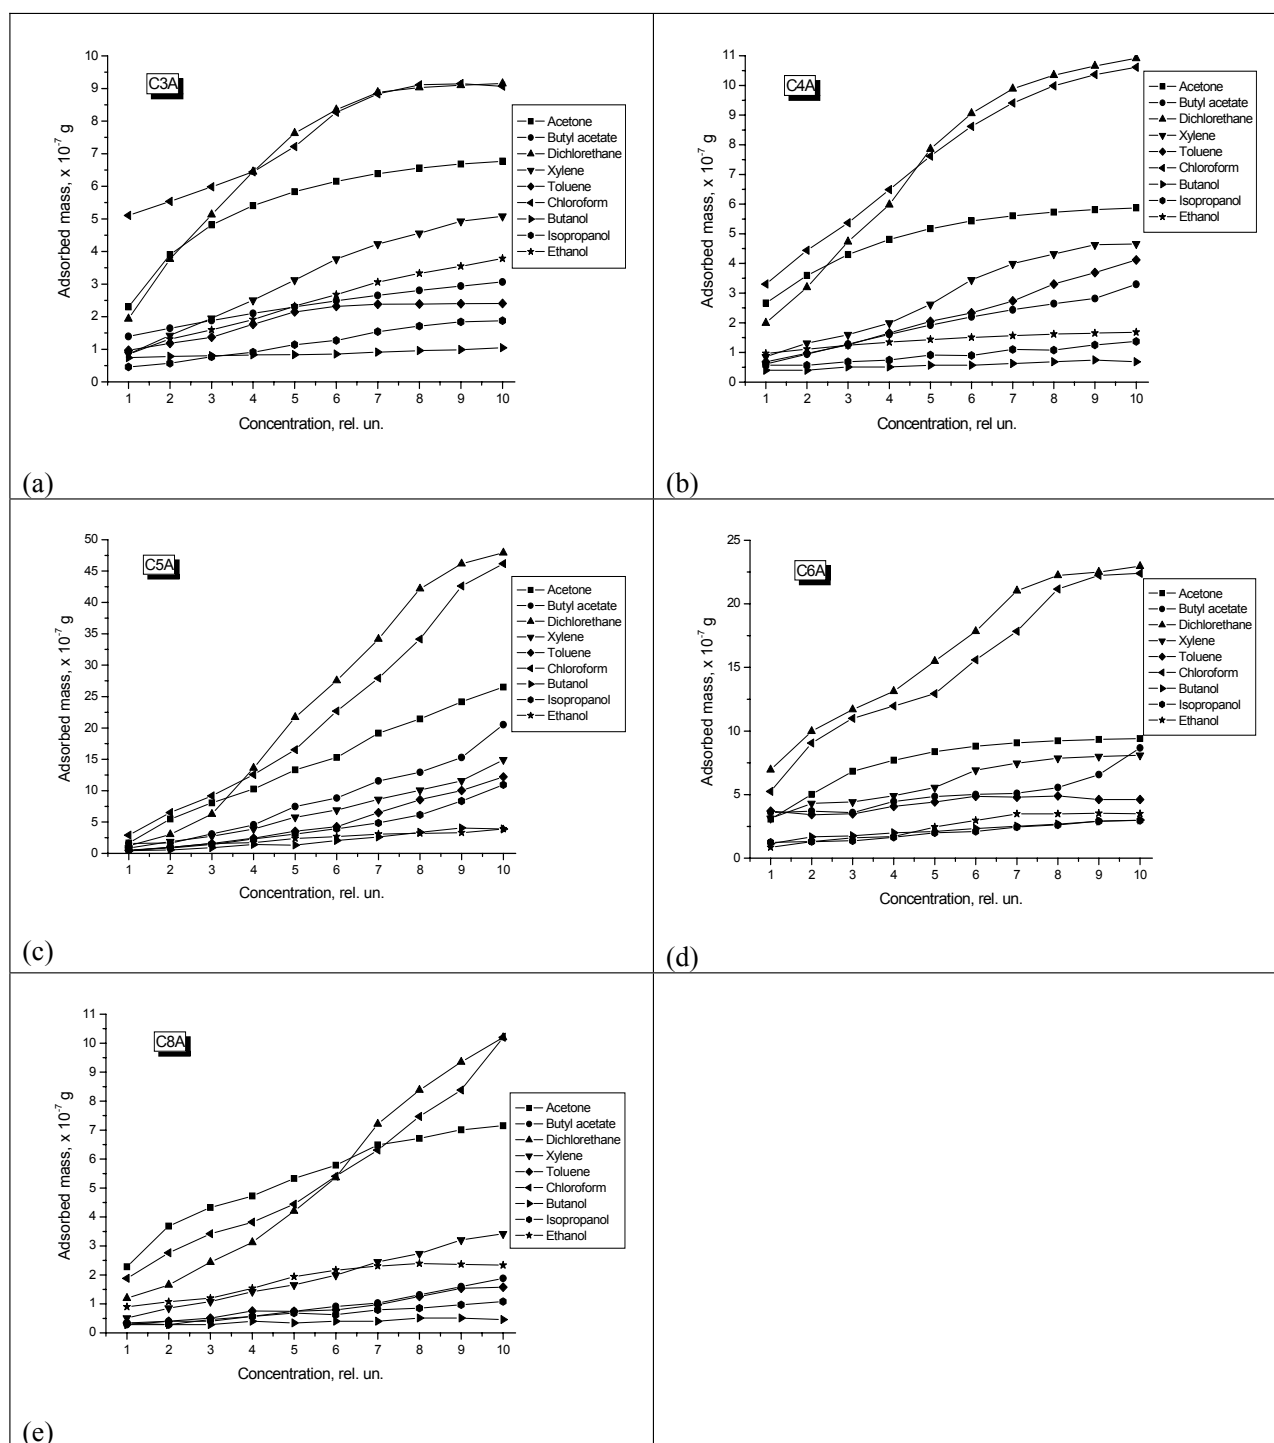 C3A
Adsorbed mass, x 10⁻⁷ g
10
9
8
7
6
5
4
3
2
1
0
1 2 3 4 5 6 7 8 9 10
Concentration, rel. un.
Acetone
Butyl acetate
Dichlorethane
Xylene
Toluene
Chloroform
Butanol
Isopropanol
Ethanol
(a)
C4A
Adsorbed mass, x 10⁻⁷ g
11
10
9
8
7
6
5
4
3
2
1
0
1 2 3 4 5 6 7 8 9 10
Concentration, rel. un.
Acetone
Butyl acetate
Dichlorethane
Xylene
Toluene
Chloroform
Butanol
Isopropanol
Ethanol
(b)
C5A
Adsorbed mass, x 10⁻⁷ g
50
45
40
35
30
25
20
15
10
5
0
1 2 3 4 5 6 7 8 9 10
Concentration, rel. un.
Acetone
Butyl acetate
Dichlorethane
Xylene
Toluene
Chloroform
Butanol
Isopropanol
Ethanol
(c)
C6A
Adsorbed mass, x 10⁻⁷ g
25
20
15
10
5
0
1 2 3 4 5 6 7 8 9 10
Concentration, rel. un.
Acetone
Butyl acetate
Dichlorethane
Xylene
Toluene
Chloroform
Butanol
Isopropanol
Ethanol
(d)
C8A
Adsorbed mass, x 10⁻⁷ g
11
10
9
8
7
6
5
4
3
2
1
0
1 2 3 4 5 6 7 8 9 10
Concentration, rel. un.
Acetone
Butyl acetate
Dichlorethane
Xylene
Toluene
Chloroform
Butanol
Isopropanol
Ethanol
(e)